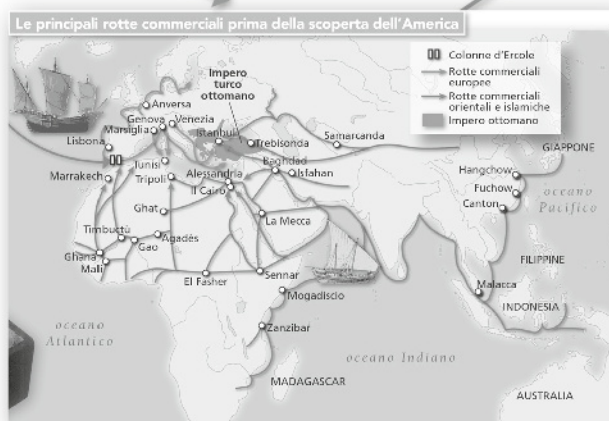 Le principali rotte commerciali prima della scoperta dell'America
Colonne d'Ercole
Rotte commerciali
europee
Rotte commerciali
orientali e islamiche
Impero ottomano
Impero
turco
ottomano
Anversa
Genova
Venezia
Marsiglia
Istanbul
Trebisonda
Samarcanda
Lisbona
GIAPPONE
Tunisi
Alessandria
Baghdad
Isfahan
Hangchow
Marrakech
Tripoli
Il Cairo
Fuchow
oceano
Pacifico
Ghat
La Mecca
Canton
Timbuctù
Agadès
Gao
FILIPPINE
Ghana
Mali
El Fasher
Sennar
Malacca
Mogadiscio
INDONESIA
oceano
Atlantico
Zanzibar
oceano Indiano
MADAGASCAR
AUSTRALIA